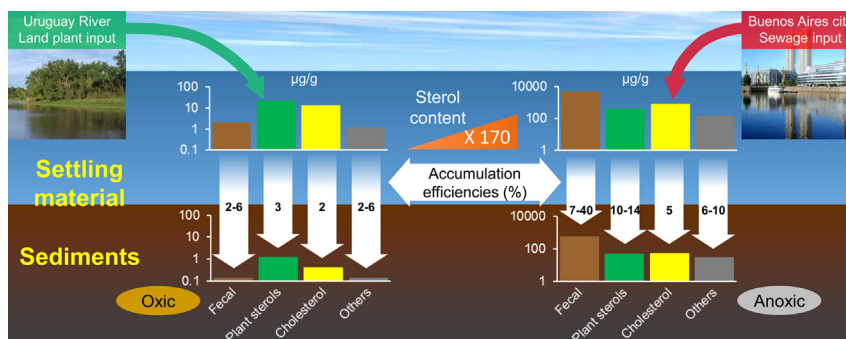 Uruguay River
Land plant input
Buenos Aires cit
Sewage input
µg/g
100
10
1
0.1
Sterol
content
X 170
µg/g
10000
100
1
Settling
material
Accumulation
efficiencies (%)
2-6
3
2
2-6
7-40
10-14
5
6-10
Sediments
100
10
1
0.1
10000
100
1
Oxic
Fecal
Plant sterols
Cholesterol
Others
Fecal
Plant sterols
Cholesterol
Others
Anoxic